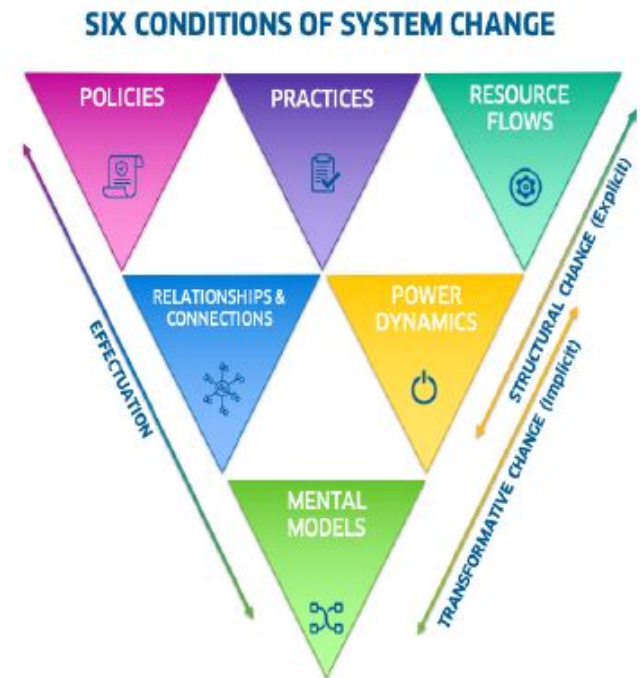 SIX CONDITIONS OF SYSTEM CHANGE
POLICIES
PRACTICES
RESOURCE
FLOWS
RELATIONSHIPS &
CONNECTIONS
POWER
DYNAMICS
MENTAL
MODELS
EFFECTUATION
STRUCTURAL CHANGE (Explicit)
TRANSFORMATIVE CHANGE (Implicit)